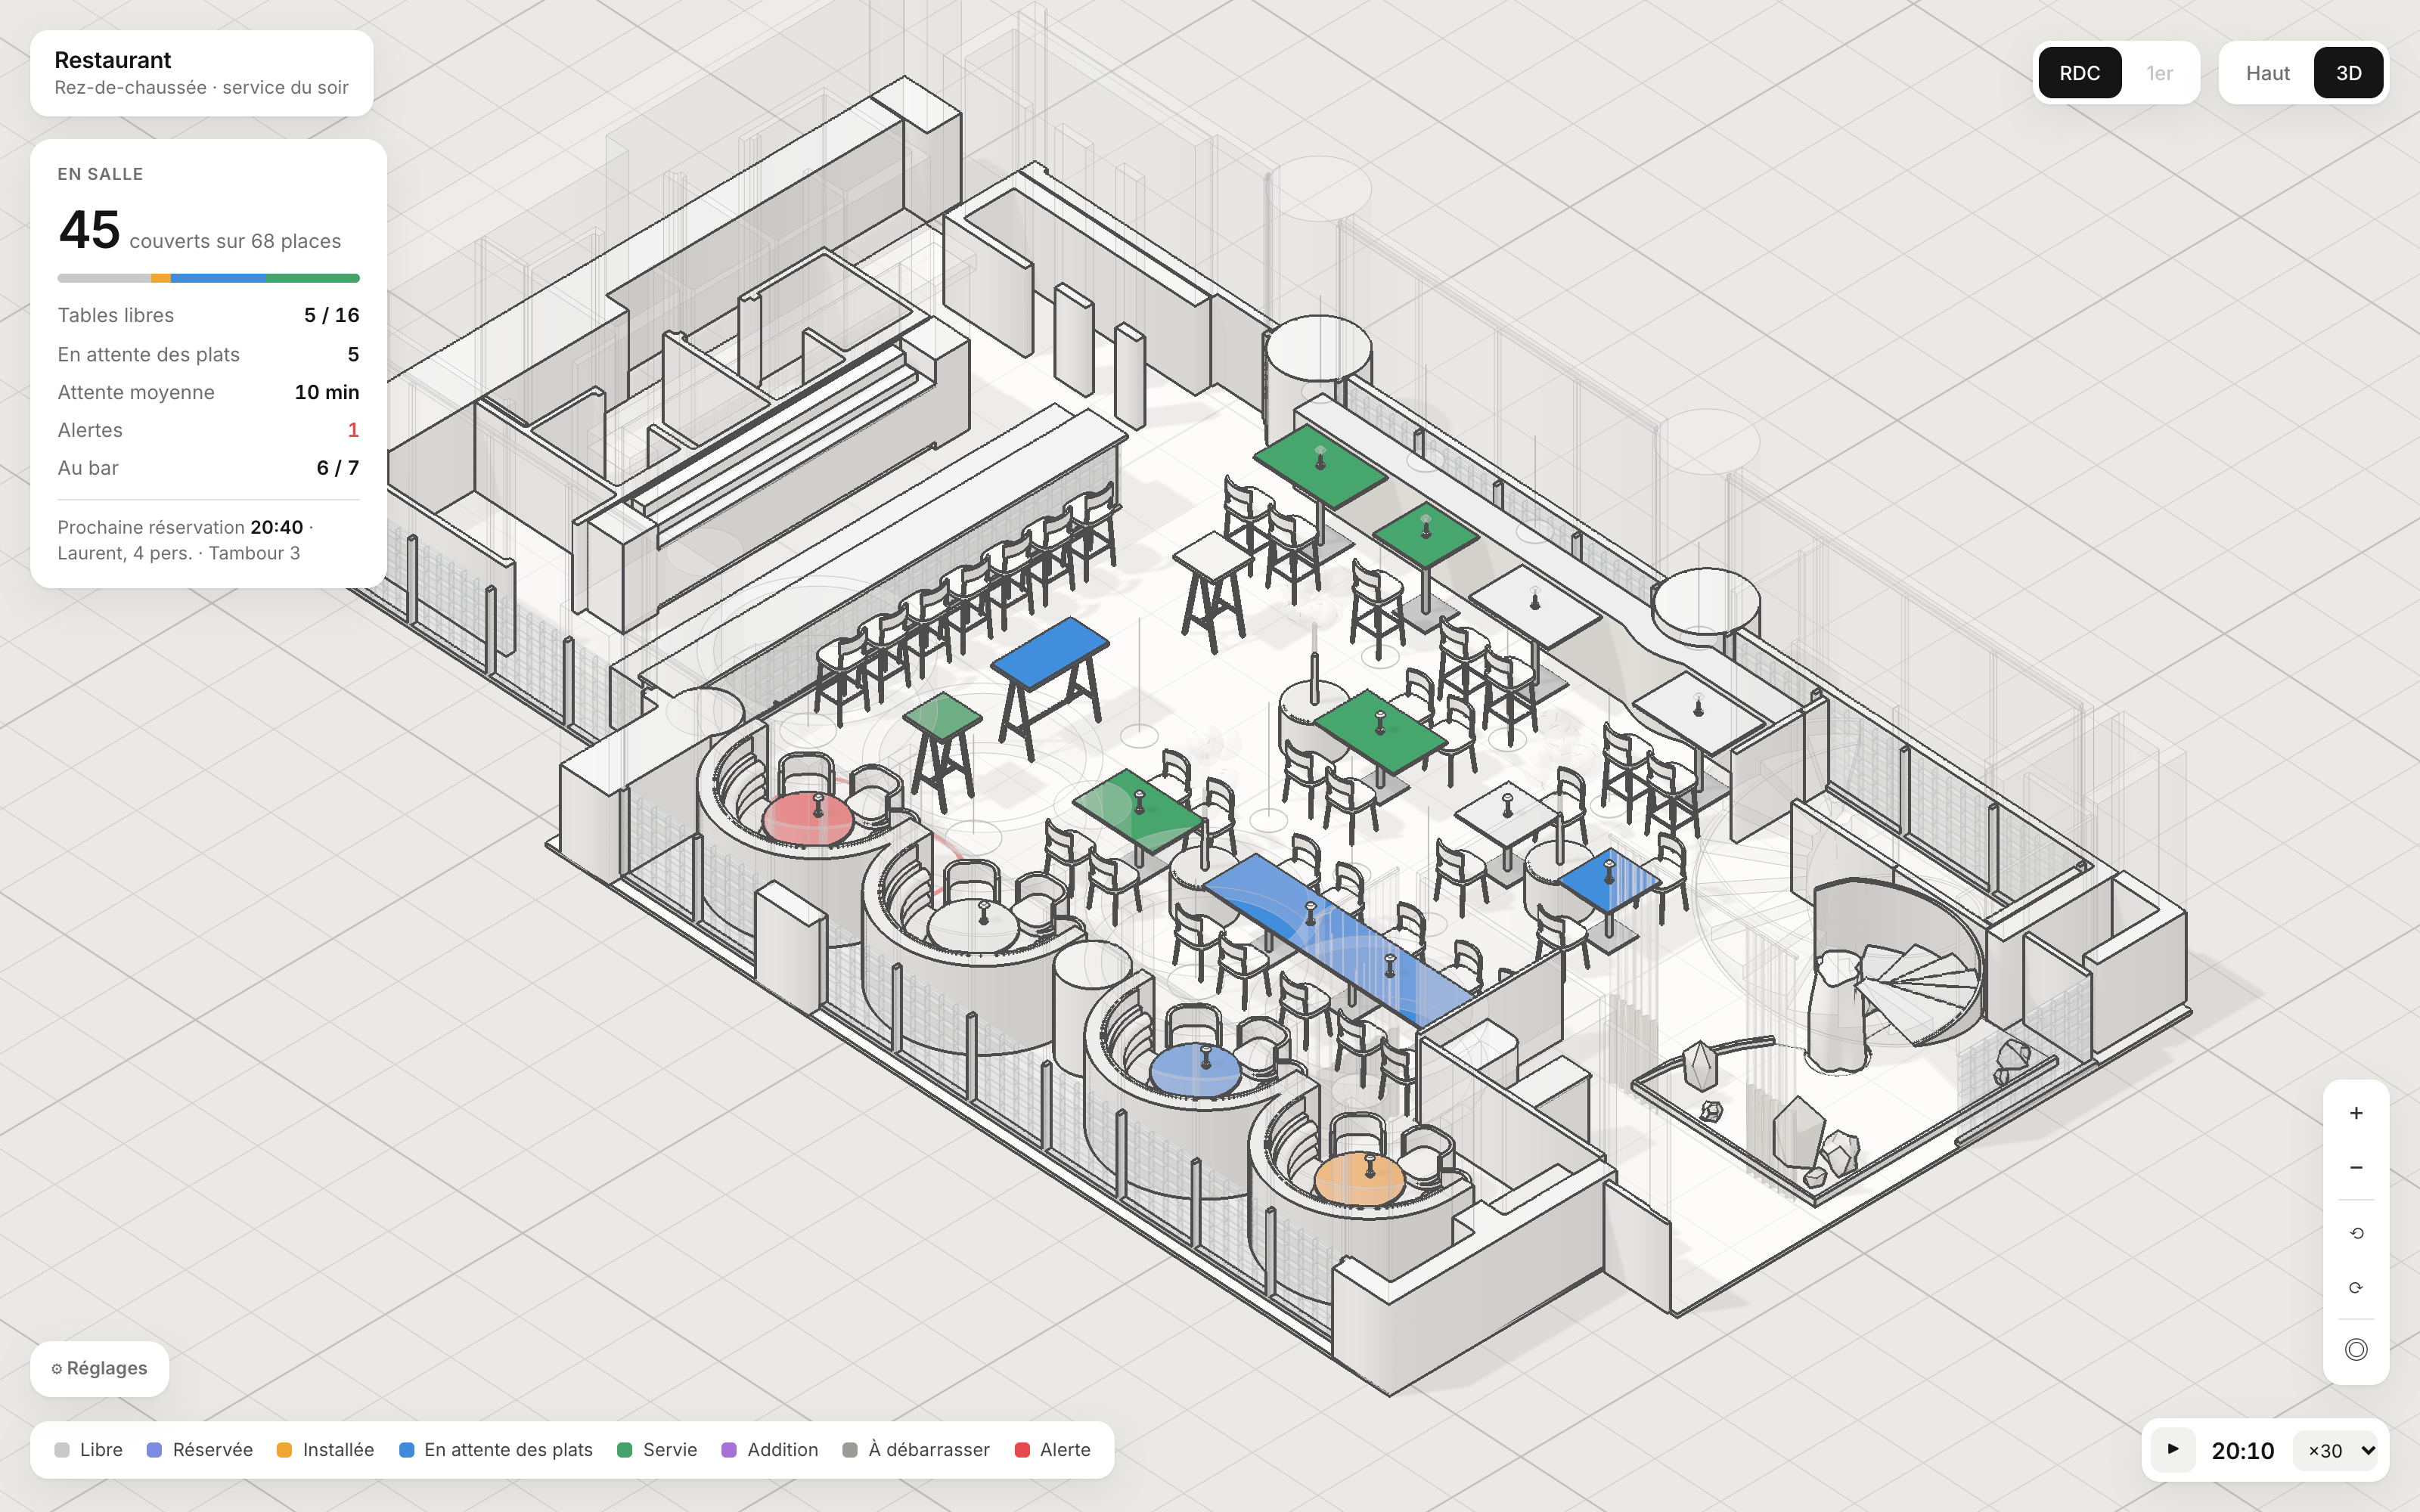 Restaurant
Rez-de-chaussée · service du soir
RDC
1er
Haut
3D
EN SALLE
45 couverts sur 68 places
Tables libres 5 / 16
En attente des plats 5
Attente moyenne 10 min
Alertes 1
Au bar 6 / 7
Prochaine réservation 20:40 ·
Laurent, 4 pers. · Tambour 3
+
−
Réglages
Libre
Réservée
Installée
En attente des plats
Servie
Addition
À débarrasser
Alerte
20:10
×30